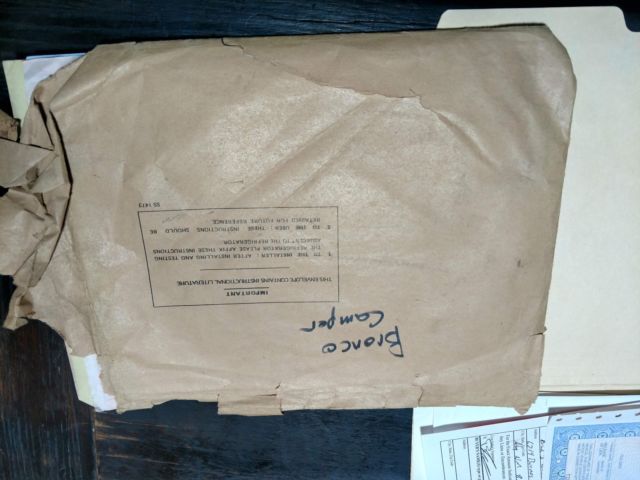 Bronco
Camper
IMPORTANT
THIS ENVELOPE CONTAINS INSTRUCTIONAL LITERATURE
1 TO THE INSTALLER : AFTER INSTALLING AND TESTING
THE REFRIGERATOR PLEASE AFFIX THESE INSTRUCTIONS
ADJACENT TO THE REFRIGERATOR.
2 TO THE USER : THESE INSTRUCTIONS SHOULD BE
RETAINED FOR FUTURE REFERENCE.
SS 1473